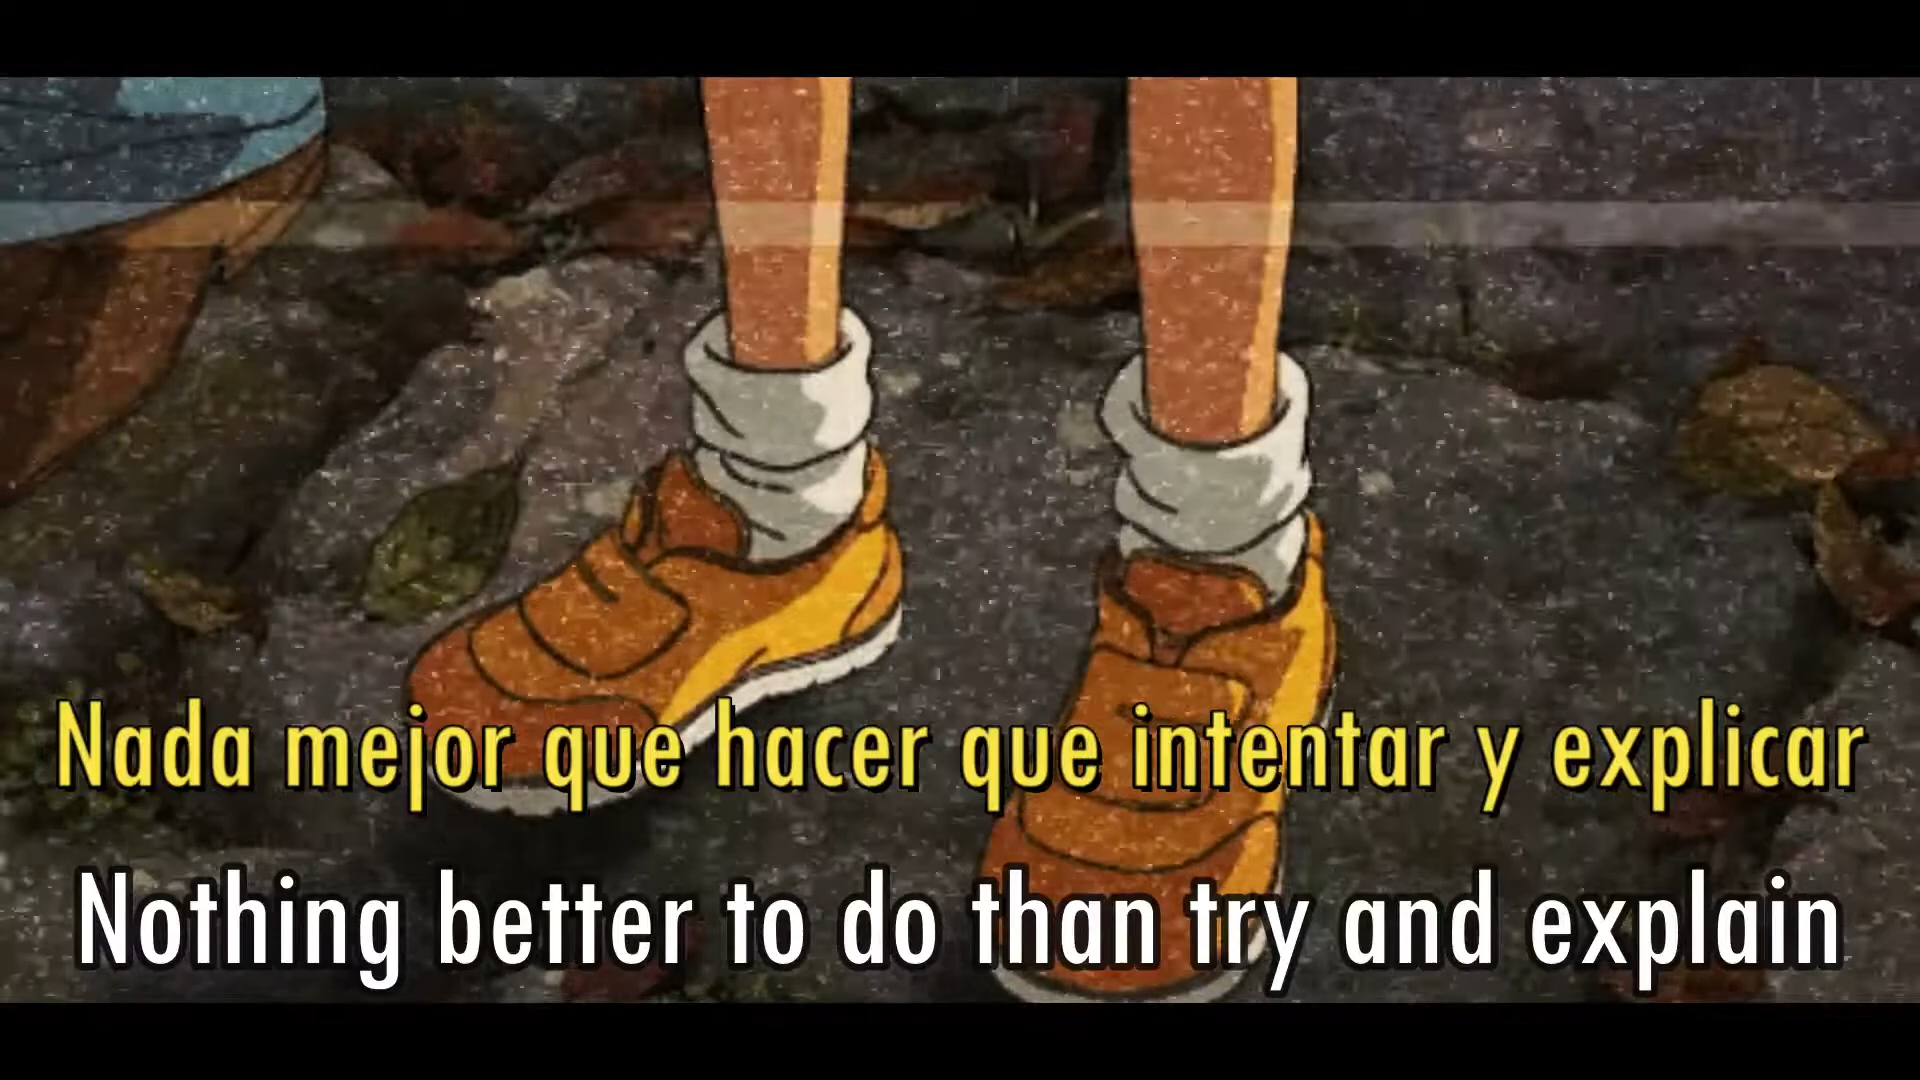 Nada mejor que hacer que intentar y explicar
Nothing better to do than try and explain